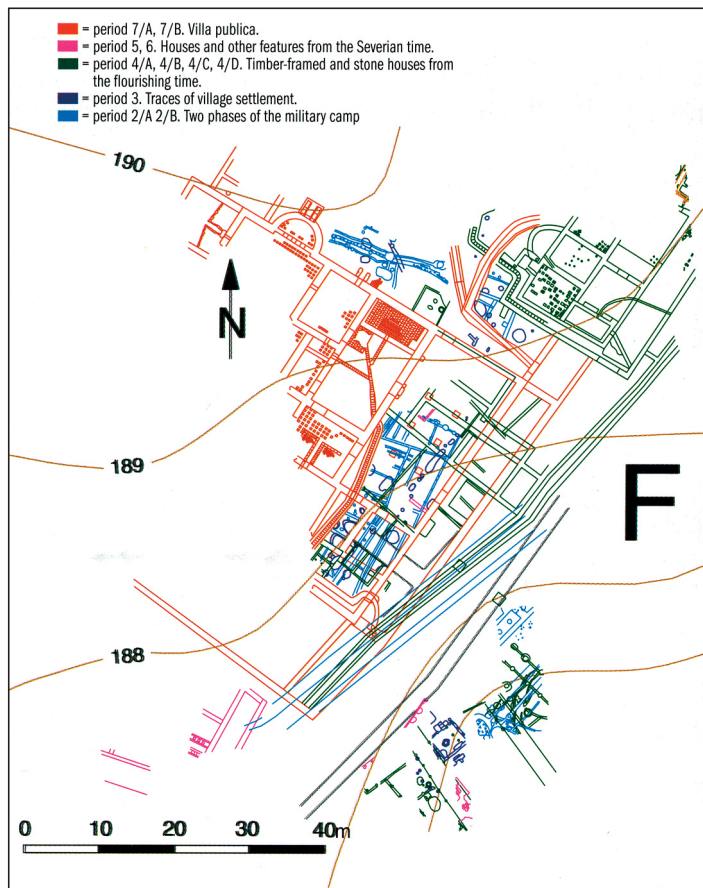 = period 7/A, 7/B. Villa publica.
= period 5, 6. Houses and other features from the Severian time.
= period 4/A, 4/B, 4/C, 4/D. Timber-framed and stone houses from
the flourishing time.
= period 3. Traces of village settlement.
= period 2/A 2/B. Two phases of the military camp
190
N
189
F
188
0 10 20 30 40m